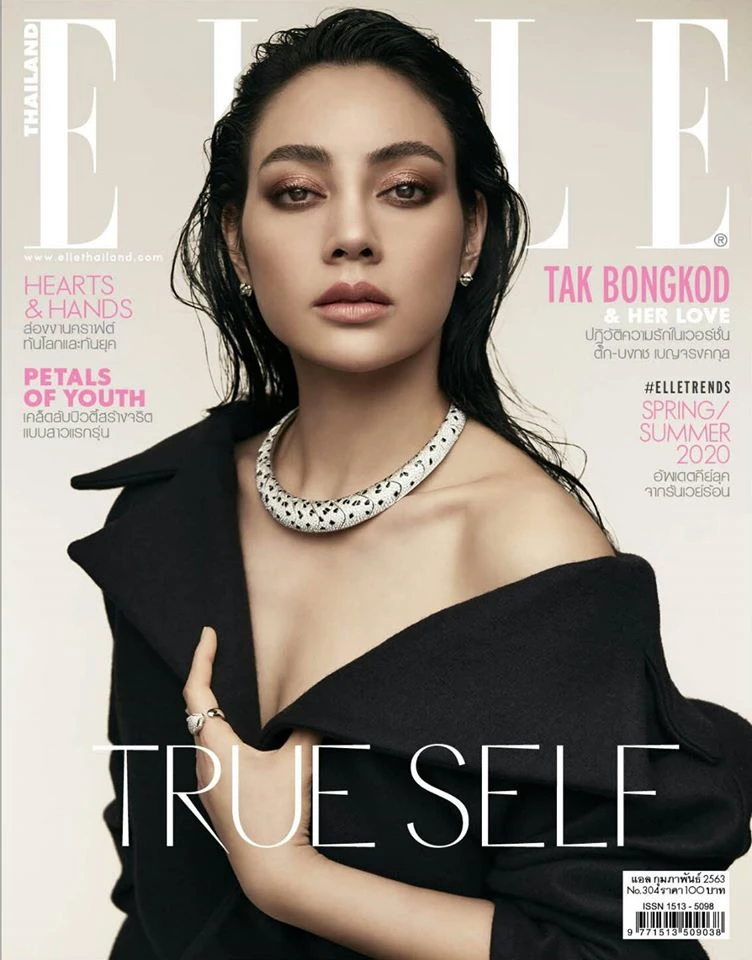 THAILAND
ELLE
®
www.ellethailand.com
HEARTS
& HANDS
ส่องงานคราฟต์
ทันโลกและทันยุค
PETALS
OF YOUTH
เคล็ดลับบิวตี้สร้างจริต
แบบสาวแรกรุ่น
TAK BONGKOD
& HER LOVE
ปฏิวัติความรักในเวอร์ชั่น
ตั๊ก-บงกช เบญจรงคกุล
#ELLETRENDS
SPRING/
SUMMER
2020
อัพเดตคีย์ลุค
จากรันเวย์ร้อน
TRUE SELF
แอล กุมภาพันธ์ 2563
No.304 ราคา 100 บาท
ISSN 1513 - 5098
9 771513 509038